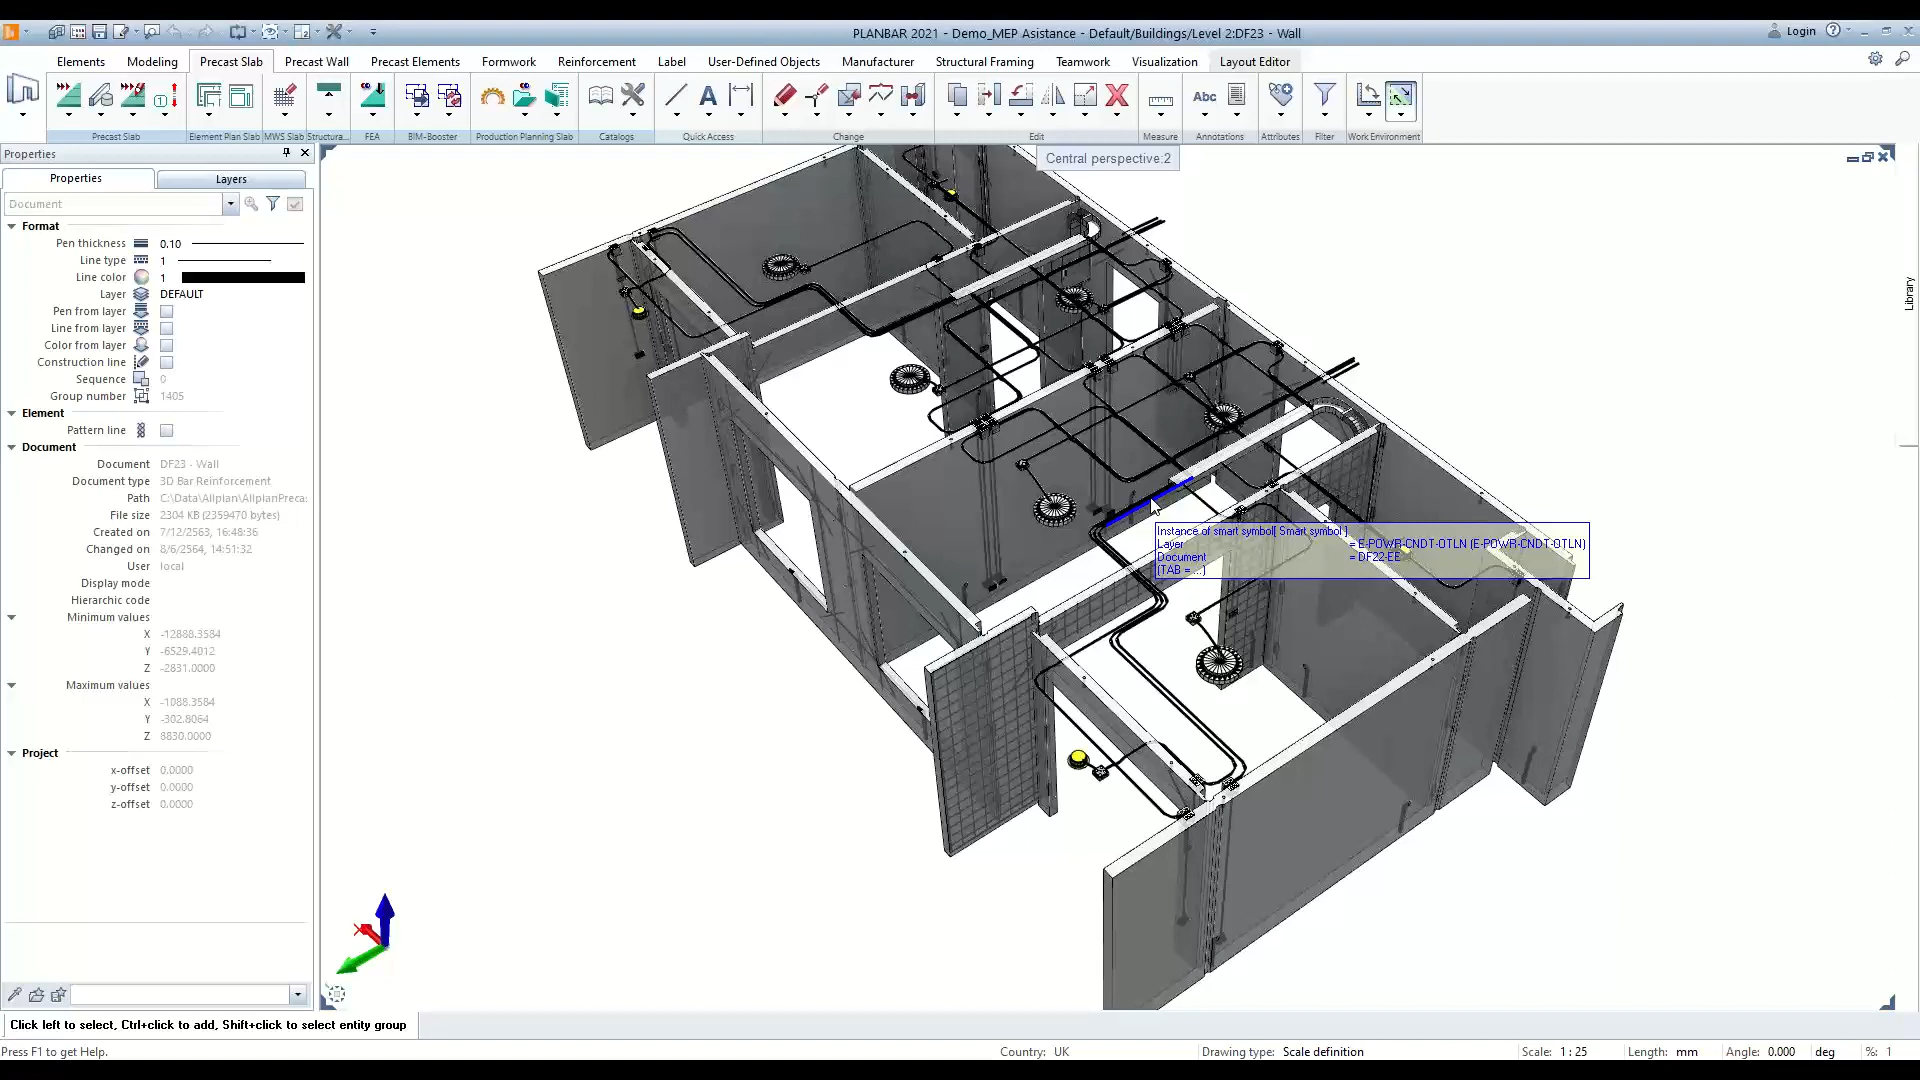 PLANBAR 2021 - Demo_MEP Asistance - Default/Buildings/Level 2:DF23 - Wall
Login
Elements Modeling Precast Slab Precast Wall Precast Elements Formwork Reinforcement Label User-Defined Objects Manufacturer Structural Framing Teamwork Visualization Layout Editor
Abc
Precast Slab Element Plan Slab MWS Slab Structura... FEA BIM-Booster Production Planning Slab Catalogs Quick Access Change Edit Measure Annotations Attributes Filter Work Environment
Properties
Central perspective:2
Properties Layers
Document
Format
Pen thickness 0.10
Line type 1
Line color 1
Layer DEFAULT
Pen from layer
Line from layer
Color from layer
Construction line
Sequence 0
Group number 1405
Element
Pattern line
Document
Document DF23 - Wall
Document type 3D Bar Reinforcement
Path C:\Data\Allplan\AllplanPreca:
File size 2304 KB (2359470 bytes)
Created on 7/12/2563, 16:48:36
Changed on 8/6/2564, 14:51:32
User local
Display mode
Hierarchic code
Minimum values
X -12888.3584
Y -6529.4012
Z -2831.0000
Maximum values
X -1088.3584
Y -302.8064
Z 8830.0000
Project
x-offset 0.0000
y-offset 0.0000
z-offset 0.0000
Library
Instance of smart symbol[ Smart symbol ]
Layer = E-POWR-CNDT-OTLN (E-POWR-CNDT-OTLN)
Document = DF22-EE
(TAB = ...)
Click left to select, Ctrl+click to add, Shift+click to select entity group
Press F1 to get Help. Country: UK Drawing type: Scale definition Scale: 1 : 25 Length: mm Angle: 0.000 deg %: 1